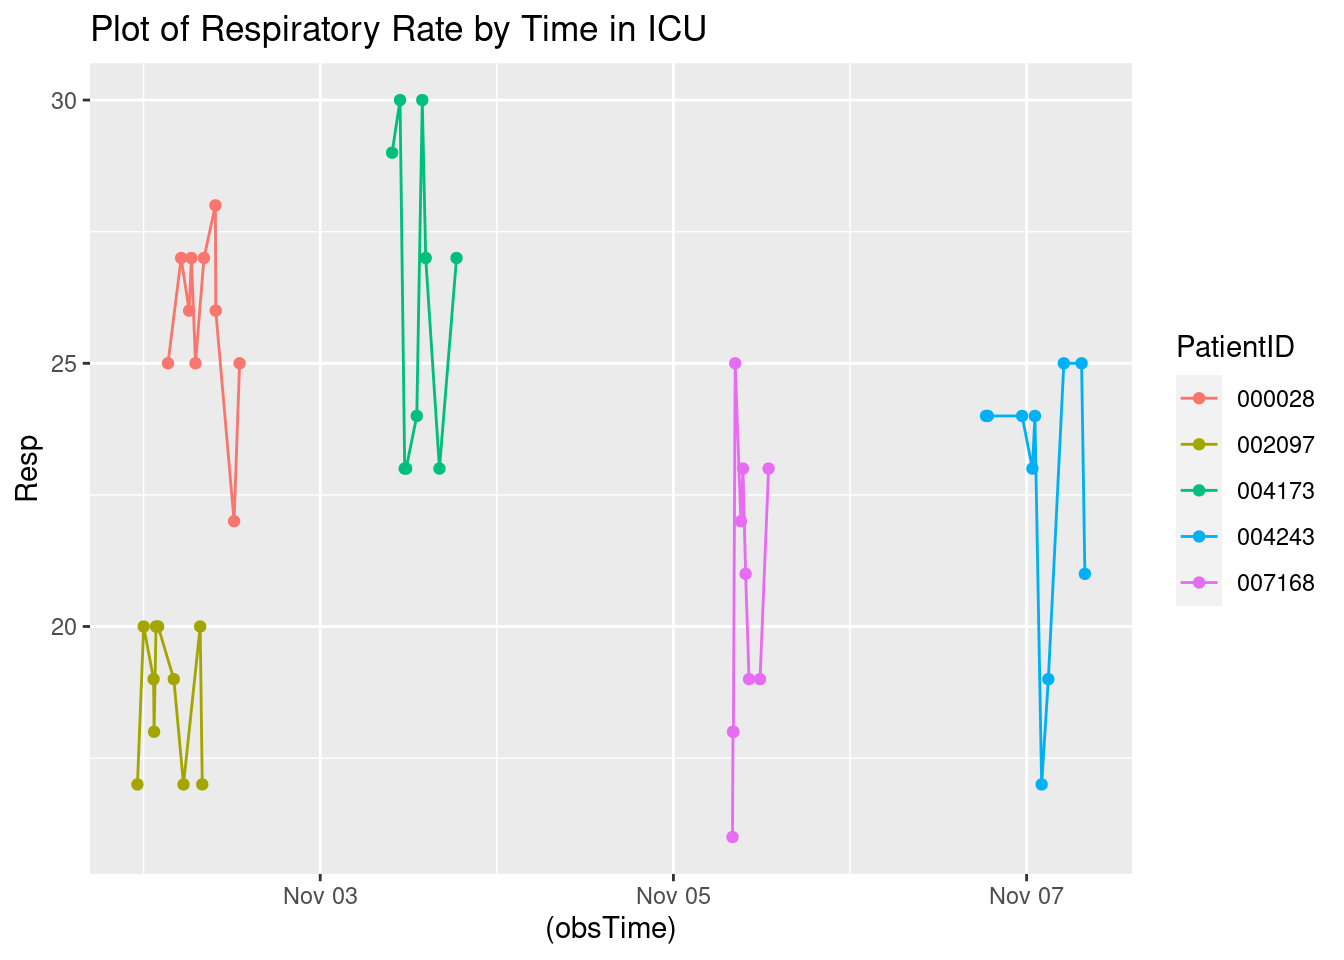 Plot of Respiratory Rate by Time in ICU
30
25
20
Resp
Nov 03
Nov 05
Nov 07
(obsTime)
PatientID
000028
002097
004173
004243
007168